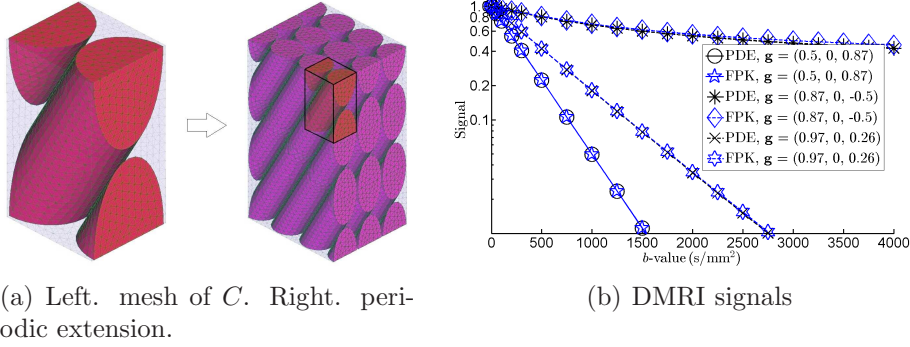 1.0
0.8
0.6
0.4
0.2
0.1
Signal
PDE, g = (0.5, 0, 0.87)
FPK, g = (0.5, 0, 0.87)
PDE, g = (0.87, 0, -0.5)
FPK, g = (0.87, 0, -0.5)
PDE, g = (0.97, 0, 0.26)
FPK, g = (0.97, 0, 0.26)
0 500 1000 1500 2000 2500 3000 3500 4000
b-value (s/mm²)
(a) Left. mesh of C. Right. peri-
odic extension.
(b) DMRI signals